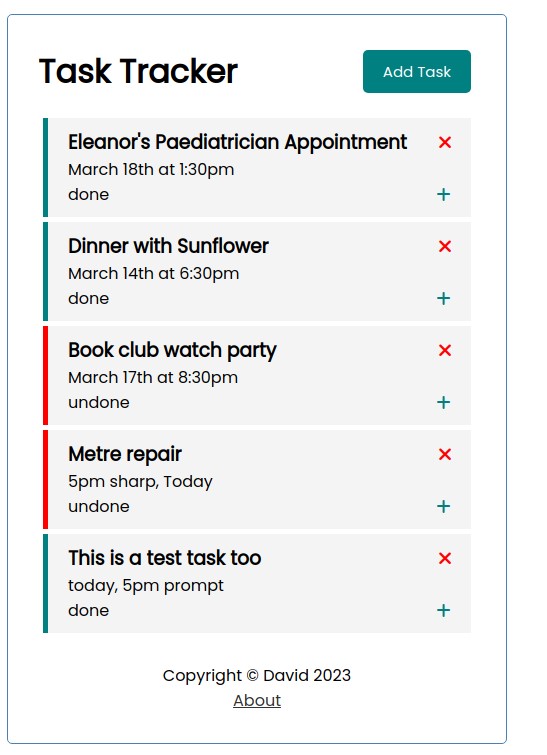 Task Tracker
Add Task
Eleanor's Paediatrician Appointment
March 18th at 1:30pm
done
Dinner with Sunflower
March 14th at 6:30pm
done
Book club watch party
March 17th at 8:30pm
undone
Metre repair
5pm sharp, Today
undone
This is a test task too
today, 5pm prompt
done
Copyright © David 2023
About